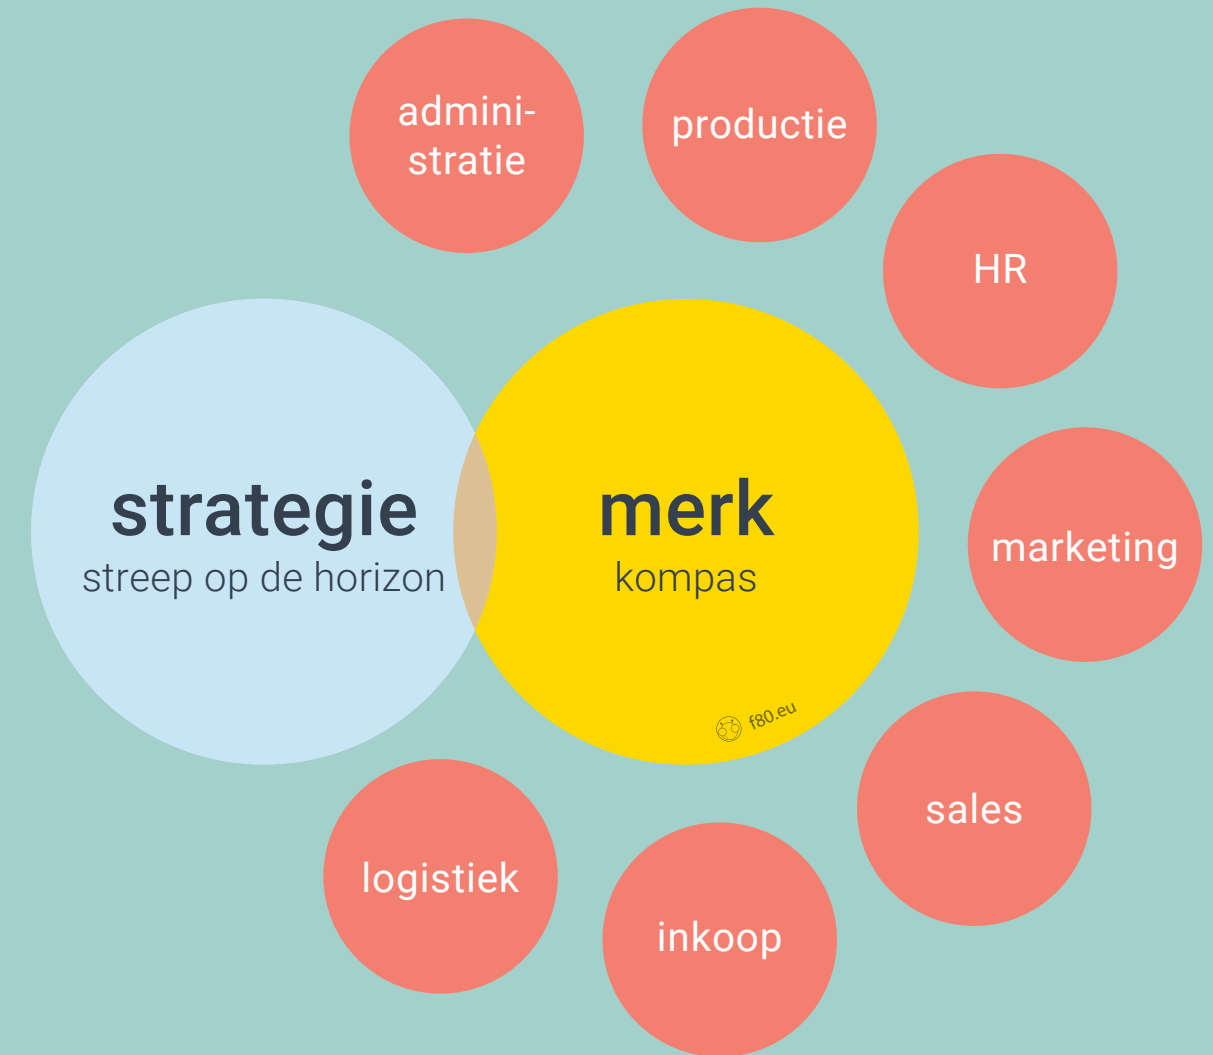 admini-
stratie
productie
HR
strategie
streep op de horizon
merk
kompas
marketing
f80.eu
sales
logistiek
inkoop